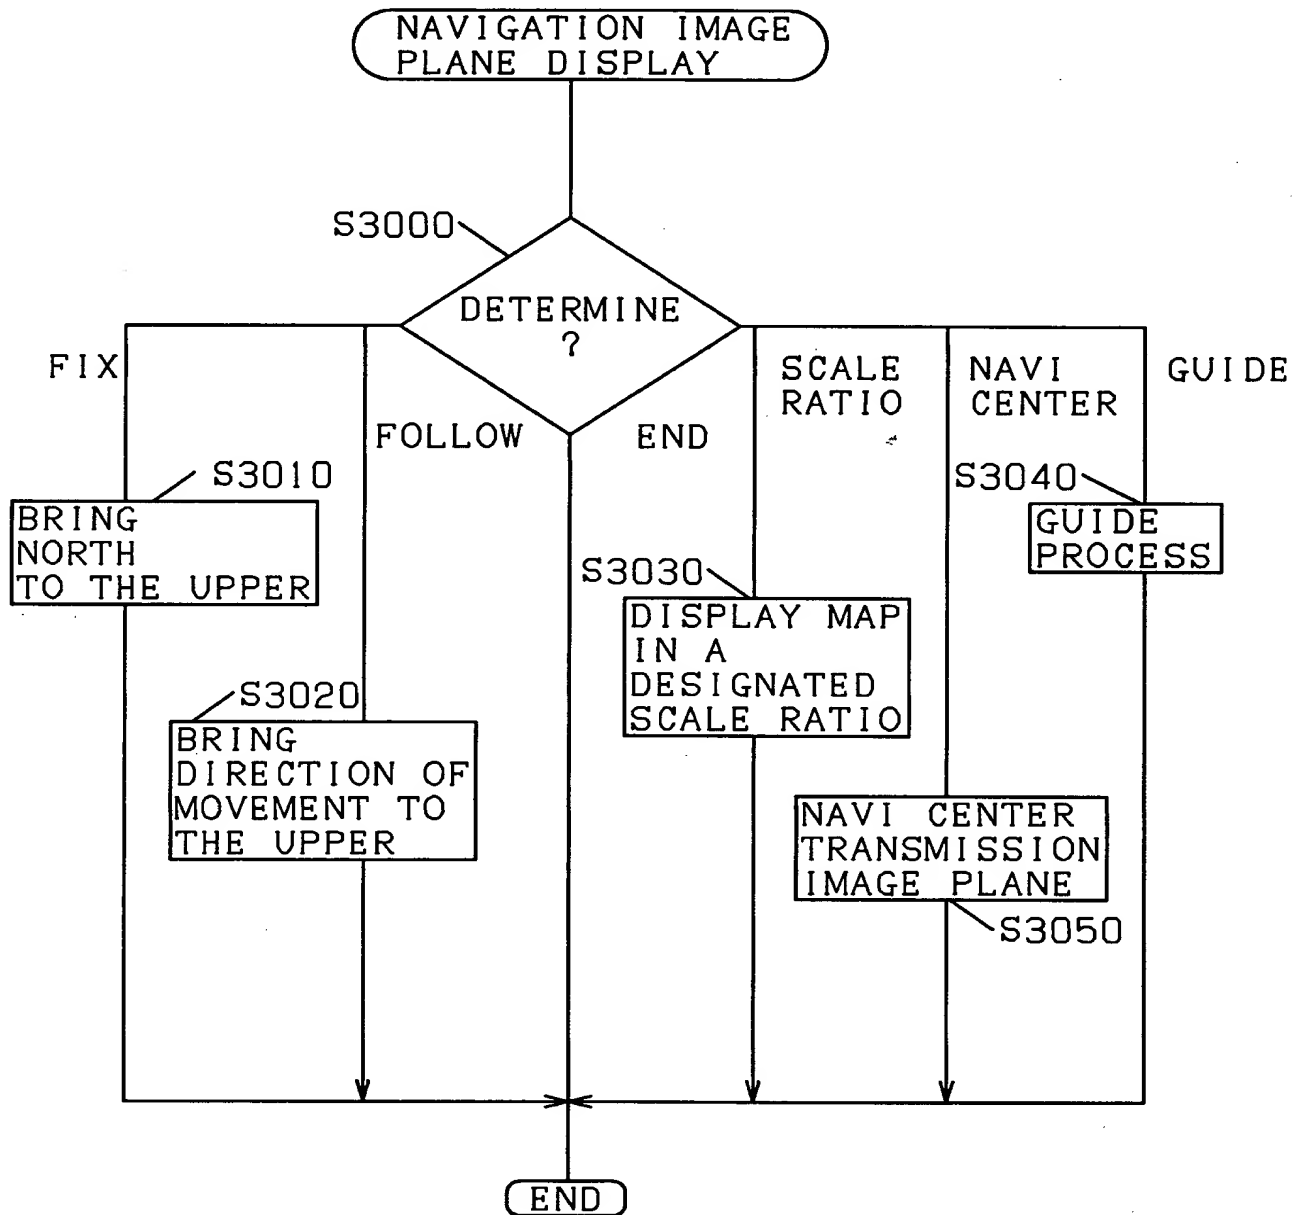 NAVIGATION IMAGE
PLANE DISPLAY
S3000
DETERMINE
?
FIX
FOLLOW
END
SCALE
RATIO
NAVI
CENTER
GUIDE
S3010
BRING
NORTH
TO THE UPPER
S3020
BRING
DIRECTION OF
MOVEMENT TO
THE UPPER
S3030
DISPLAY MAP
IN A
DESIGNATED
SCALE RATIO
S3040
GUIDE
PROCESS
NAVI CENTER
TRANSMISSION
IMAGE PLANE
S3050
END